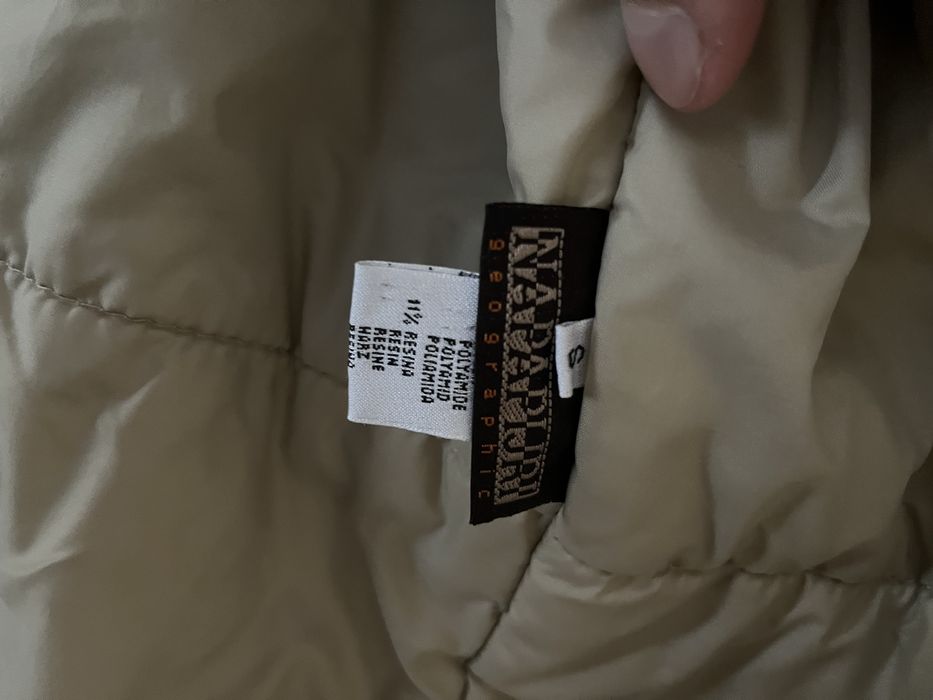 NAPAPIJRI
geographic
S
POLYAMIDE
POLYAMID
POLIAMIDA
11% RESINA
RESIN
RESINE
HARZ